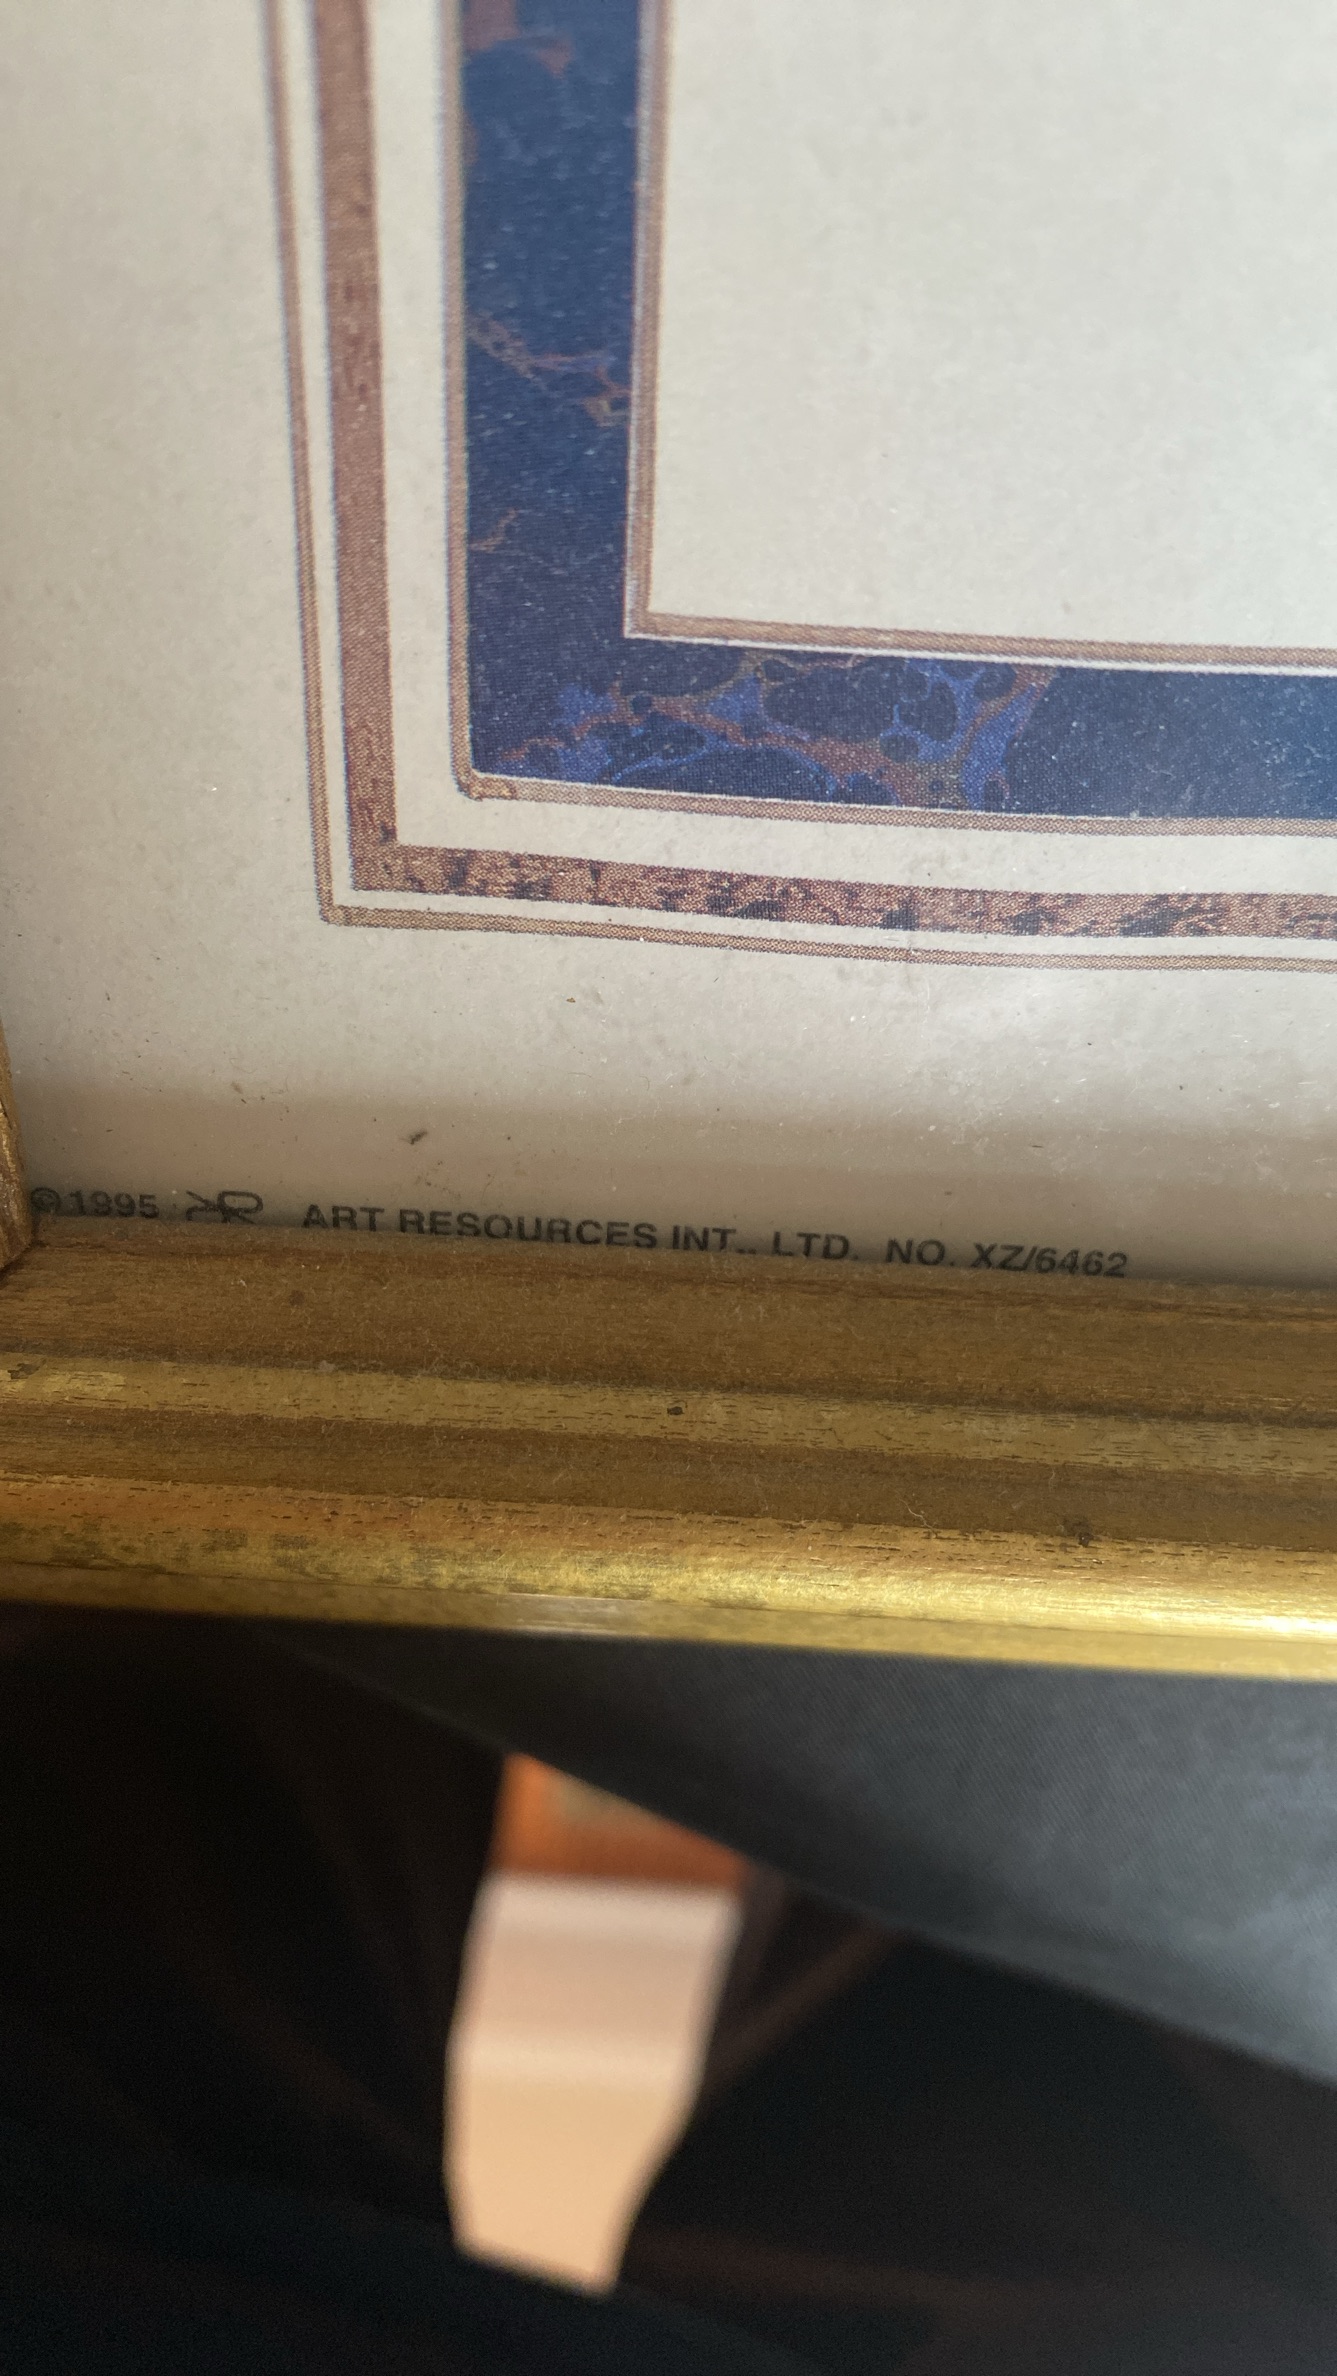 ©1995 ART RESOURCES INT., LTD. NO. XZ/6462